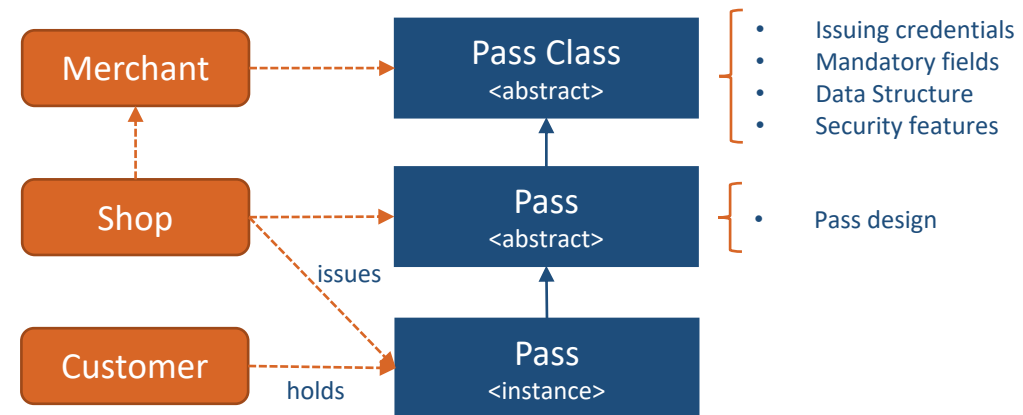 Merchant
Pass Class
<abstract>
• Issuing credentials
• Mandatory fields
• Data Structure
• Security features
Shop
Pass
<abstract>
• Pass design
issues
Customer
holds
Pass
<instance>